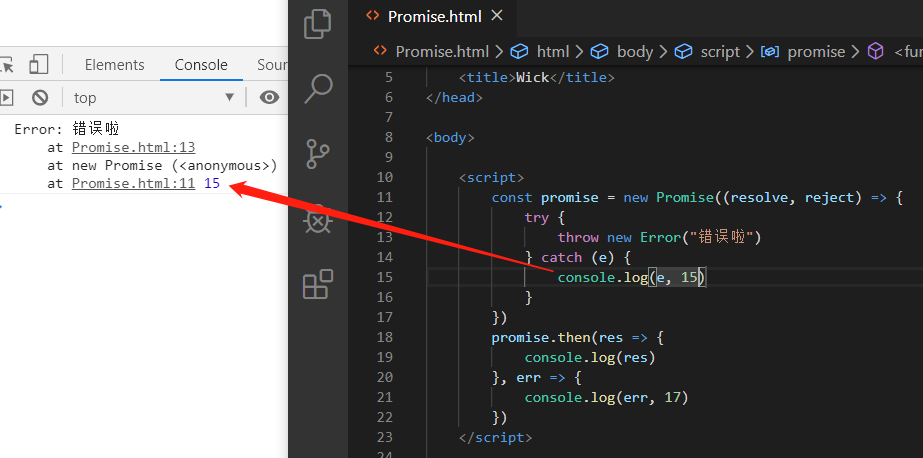 Elements Console Sour
top
Error: 错误啦
at Promise.html:13
at new Promise (<anonymous>)
at Promise.html:11 15
Promise.html
Promise.html > html > body > script > promise > <fun
5 <title>Wick</title>
6 </head>
7
8 <body>
9
10 <script>
11 const promise = new Promise((resolve, reject) => {
12 try {
13 throw new Error("错误啦")
14 } catch (e) {
15 console.log(e, 15)
16 }
17 })
18 promise.then(res => {
19 console.log(res)
20 }, err => {
21 console.log(err, 17)
22 })
23 </script>
24